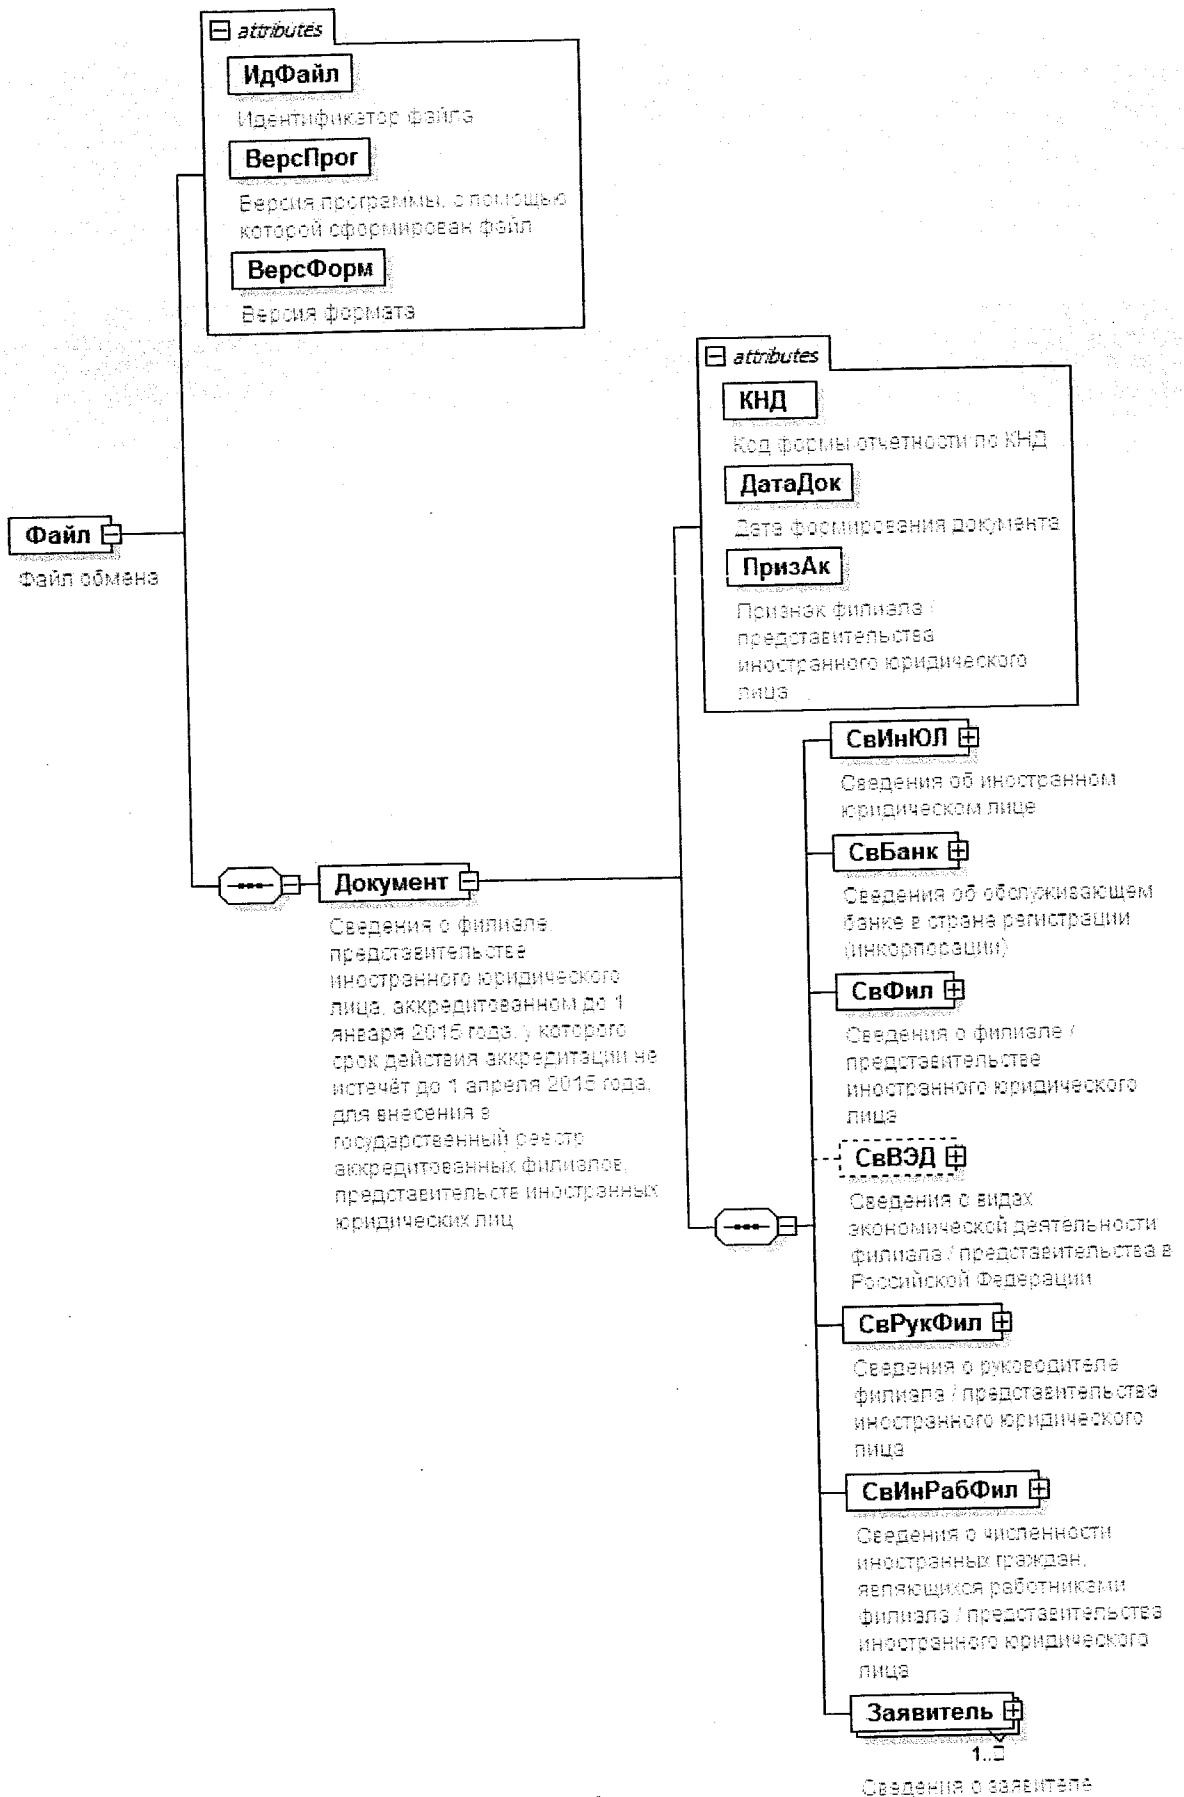 attributes
ИдФайл
Идентификатор файла
ВерсПрог
Версия программы, с помощью
которой сформирован файл
ВерсФорм
Версия формата
Файл
Файл обмена
attributes
КНД
Код формы отчетности по КНД
ДатаДок
Дата формирования документа
ПризАк
Признак филиала /
представительства
иностранного юридического
лица
Документ
Сведения о филиале,
представительстве
иностранного юридического
лица, аккредитованном до 1
января 2015 года, у которого
срок действия аккредитации не
истечёт до 1 апреля 2015 года,
для внесения в
государственный реестр
аккредитованных филиалов,
представительств иностранных
юридических лиц
СвИнЮЛ
Сведения об иностранном
юридическом лице
СвБанк
Сведения об обслуживающем
банке в стране регистрации
(инкорпорации)
СвФил
Сведения о филиале /
представительстве
иностранного юридического
лица
СвВЭД
Сведения о видах
экономической деятельности
филиала / представительства в
Российской Федерации
СвРукФил
Сведения о руководителе
филиала / представительства
иностранного юридического
лица
СвИнРабФил
Сведения о численности
иностранных граждан,
являющихся работниками
филиала / представительства
иностранного юридического
лица
Заявитель
1..
Сведения о заявителе